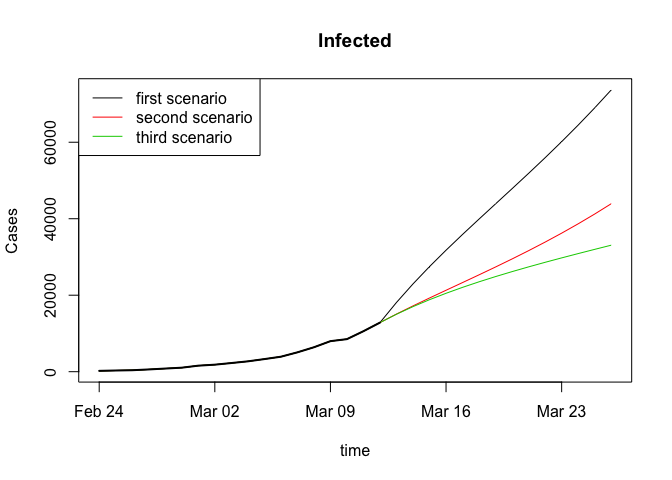 Infected
first scenario
second scenario
third scenario
Cases
60000
40000
20000
0
Feb 24 Mar 02 Mar 09 Mar 16 Mar 23
time